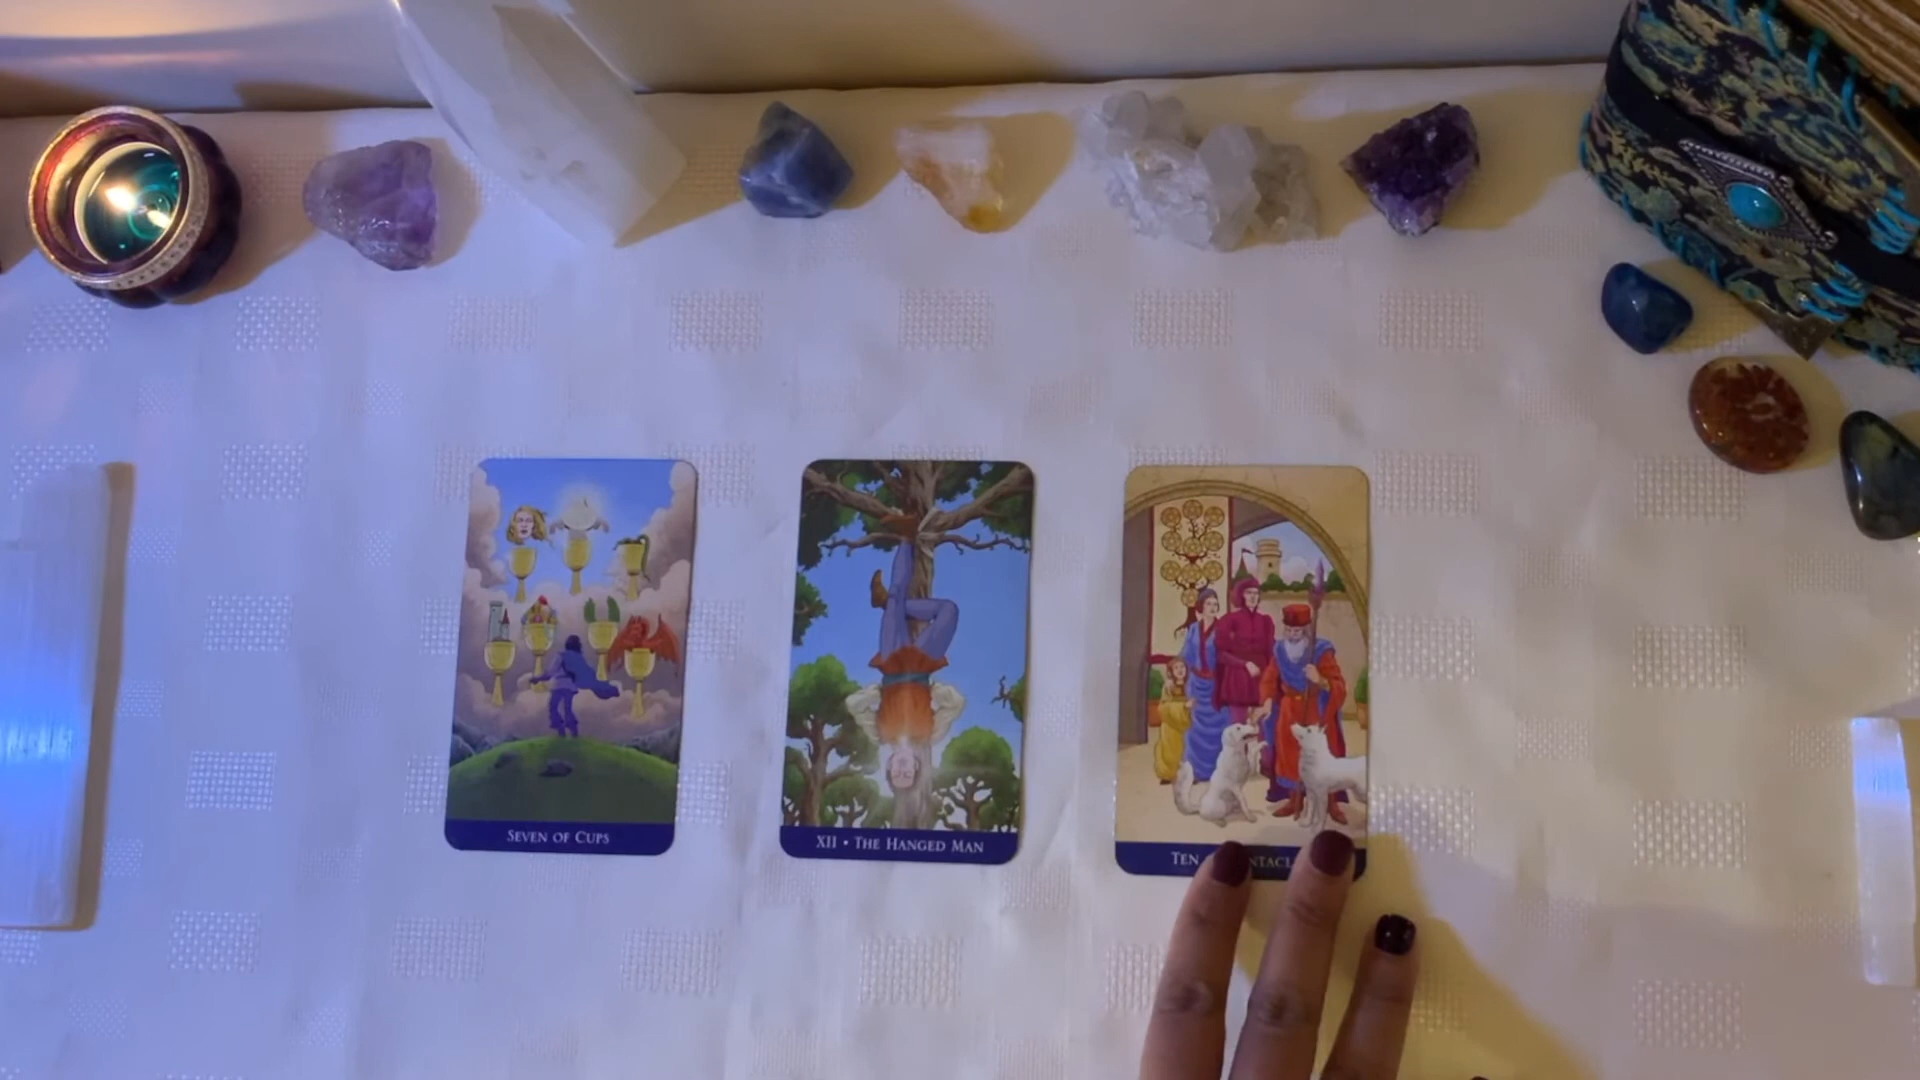 SEVEN OF CUPS
XII • THE HANGED MAN
TEN